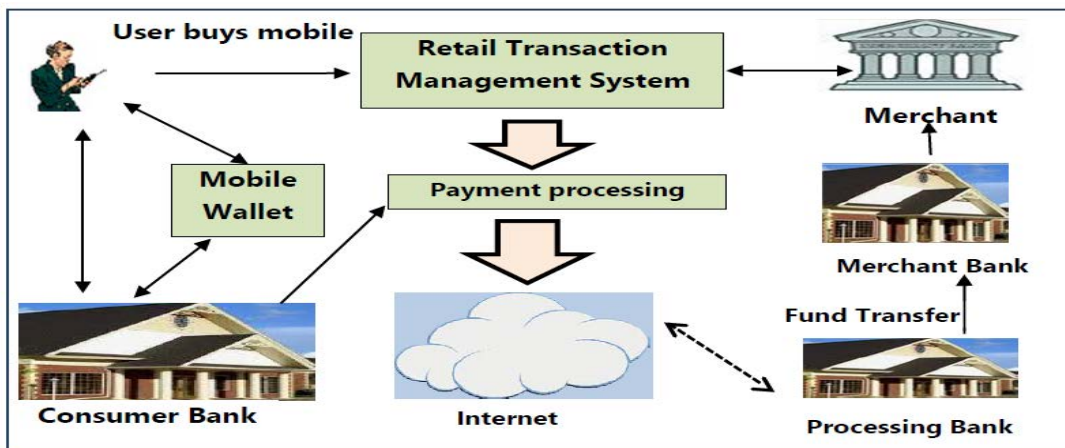 User buys mobile
Retail Transaction
Management System
Merchant
Mobile
Wallet
Payment processing
Merchant Bank
Fund Transfer
Consumer Bank
Internet
Processing Bank